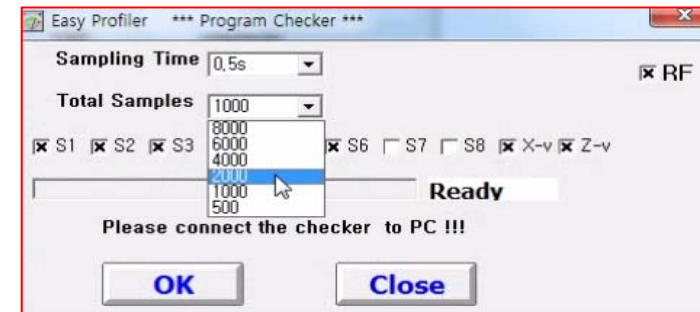 Easy Profiler *** Program Checker ***
Sampling Time 0,5s
RF
Total Samples 1000
8000
S1 S2 S3 6000 S6 S7 S8 X-v Z-v
4000
2000
1000 Ready
500
Please connect the checker to PC !!!
OK Close